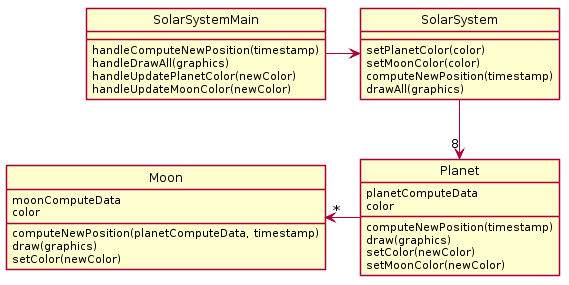 SolarSystemMain
handleComputeNewPosition(timestamp)
handleDrawAll(graphics)
handleUpdatePlanetColor(newColor)
handleUpdateMoonColor(newColor)
SolarSystem
setPlanetColor(color)
setMoonColor(color)
computeNewPosition(timestamp)
drawAll(graphics)
8
Moon
moonComputeData
color
computeNewPosition(planetComputeData, timestamp)
draw(graphics)
setColor(newColor)
*
Planet
planetComputeData
color
computeNewPosition(timestamp)
draw(graphics)
setColor(newColor)
setMoonColor(newColor)